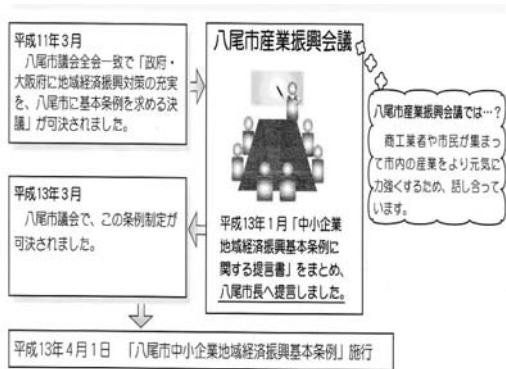 平成11年3月
八尾市議会全会一致で「政府・
大阪府に地域経済振興対策の充実
を、八尾市に基本条例を求める決
議」が可決されました。
八尾市産業振興会議
平成13年1月「中小企業
地域経済振興基本条例に
関する提言書」をまとめ、
八尾市長へ提言しました。
八尾市産業振興会議では…?
商工業者や市民が集まっ
て市内の産業をより元気に
力強くするため、話し合って
います。
平成13年3月
八尾市議会で、この条例制定が
可決されました。
平成13年4月1日 「八尾市中小企業地域経済振興基本条例」施行